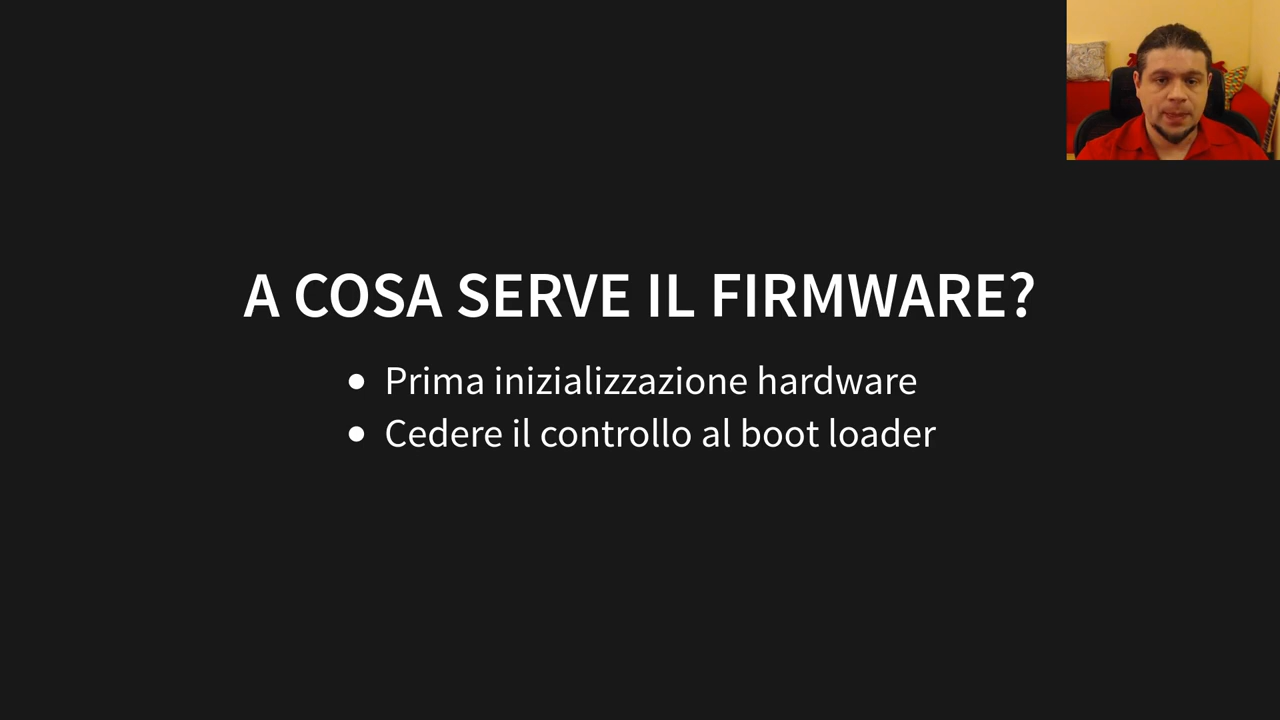 A COSA SERVE IL FIRMWARE?
Prima inizializzazione hardware
Cedere il controllo al boot loader